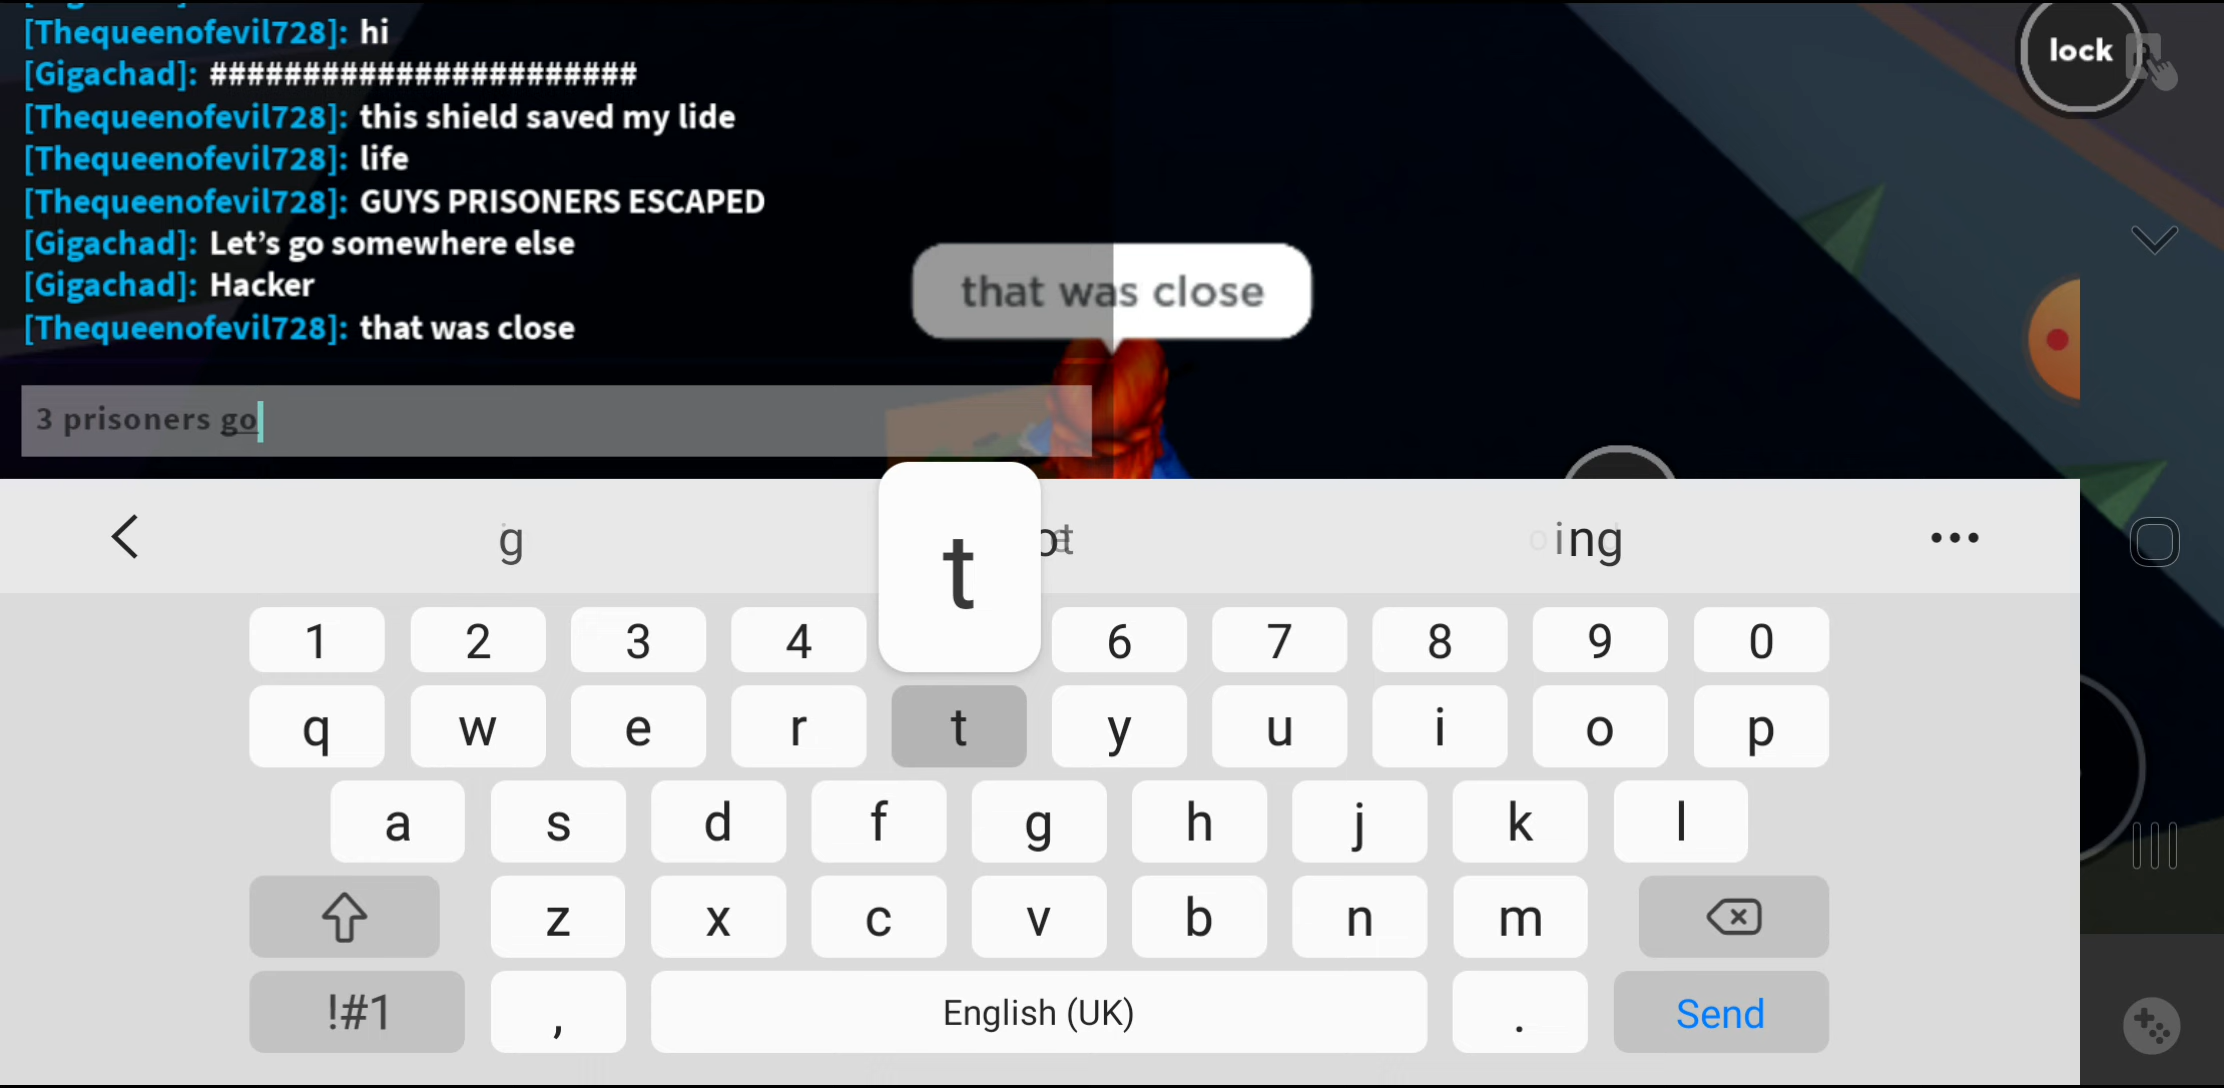 [Thequeenofevil728]: hi
lock
[Gigachad]: #######################
[Thequeenofevil728]: this shield saved my lide
[Thequeenofevil728]: life
[Thequeenofevil728]: GUYS PRISONERS ESCAPED
[Gigachad]: Let's go somewhere else
[Gigachad]: Hacker
[Thequeenofevil728]: that was close
that was close
3 prisoners go
t
ing
1 2 3 4 6 7 8 9 0
q w e r t y u i o p
a s d f g h j k l
z x c v b n m
!#1 , English (UK) . Send